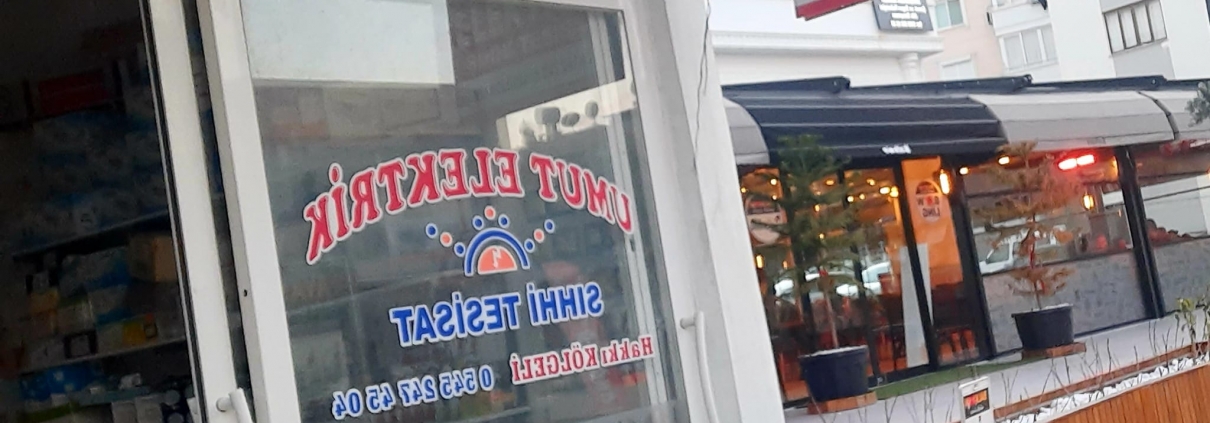 UMUT ELEKTRİK
SIHHİ TESİSAT
Hakkı KÖLGELİ
0 545 247 45 04